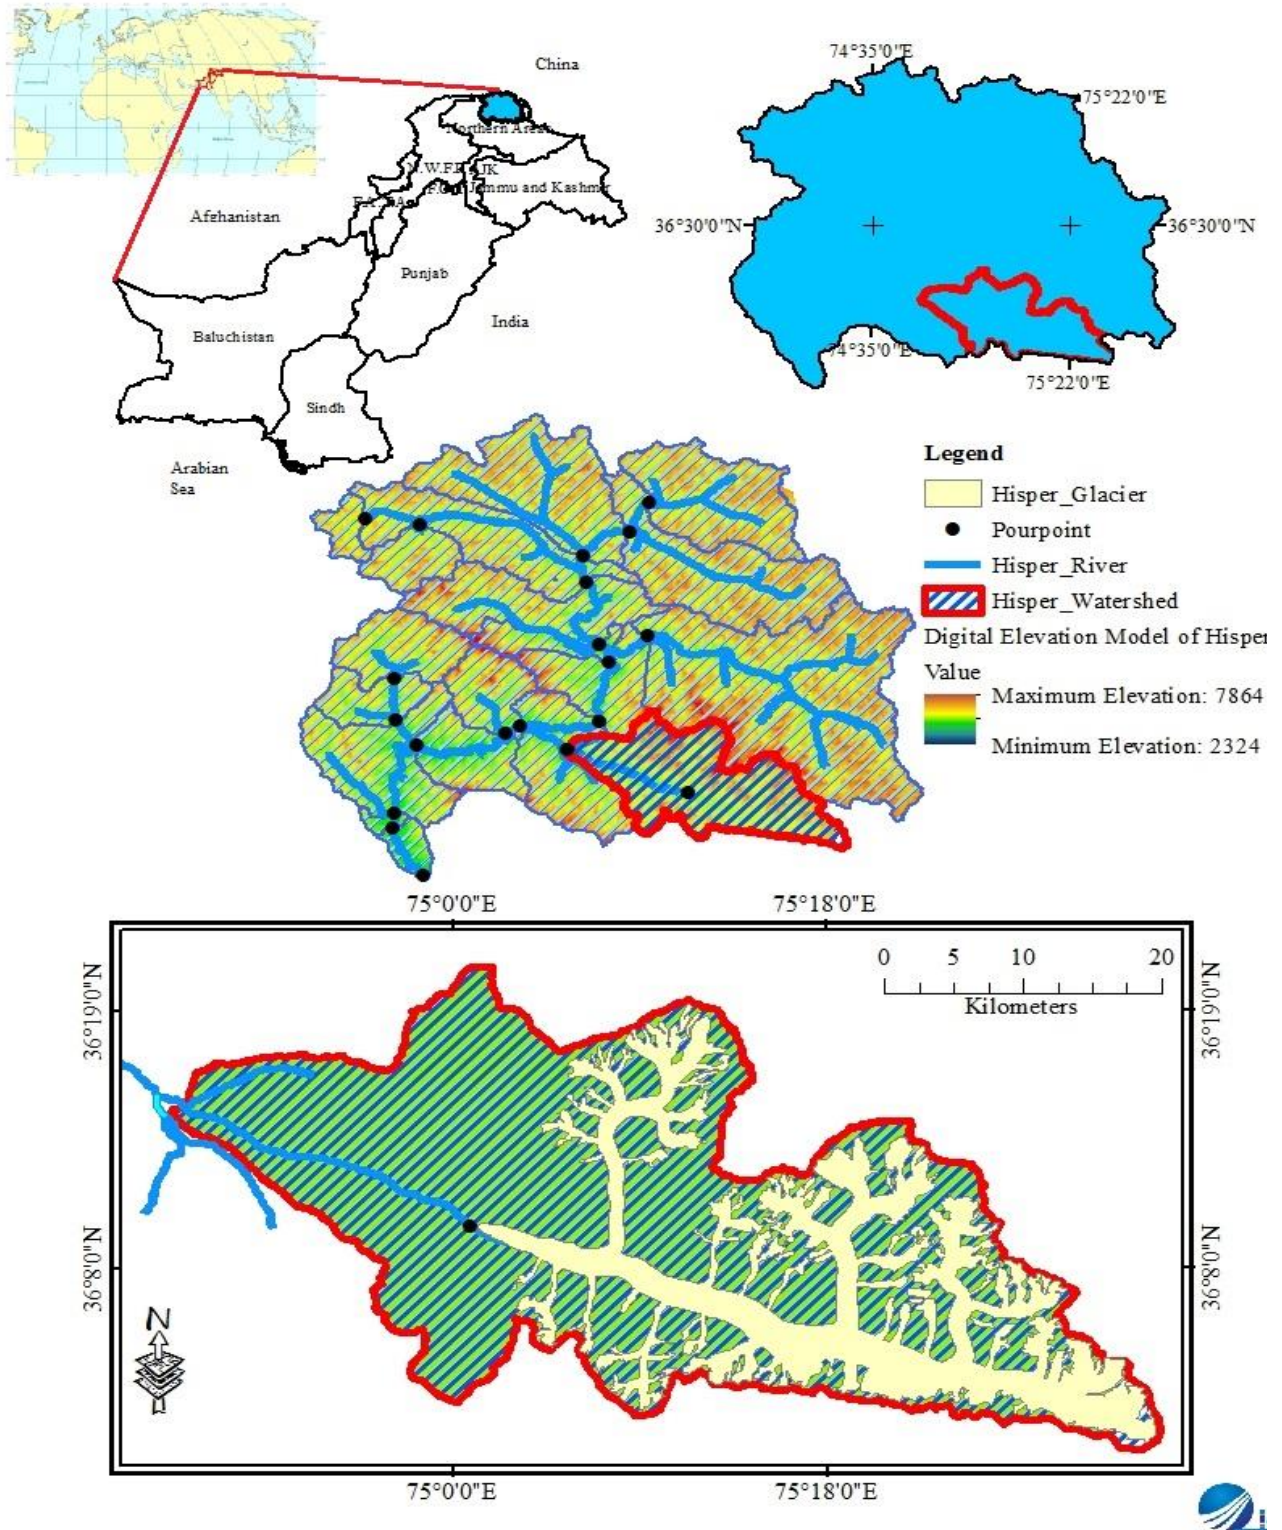 China
Northern Areas
N.W.F.P
AJK
Jammu and Kashmir
Afghanistan
Punjab
India
Baluchistan
Sindh
Arabian
Sea
74°35'0"E
75°22'0"E
36°30'0"N
36°30'0"N
74°35'0"E
75°22'0"E
Legend
Hisper_Glacier
Pourpoint
Hisper_River
Hisper_Watershed
Digital Elevation Model of Hisper
Value
Maximum Elevation: 7864
Minimum Elevation: 2324
75°0'0"E
75°18'0"E
0 5 10 20
Kilometers
36°19'0"N
36°19'0"N
36°8'0"N
36°8'0"N
N
75°0'0"E
75°18'0"E